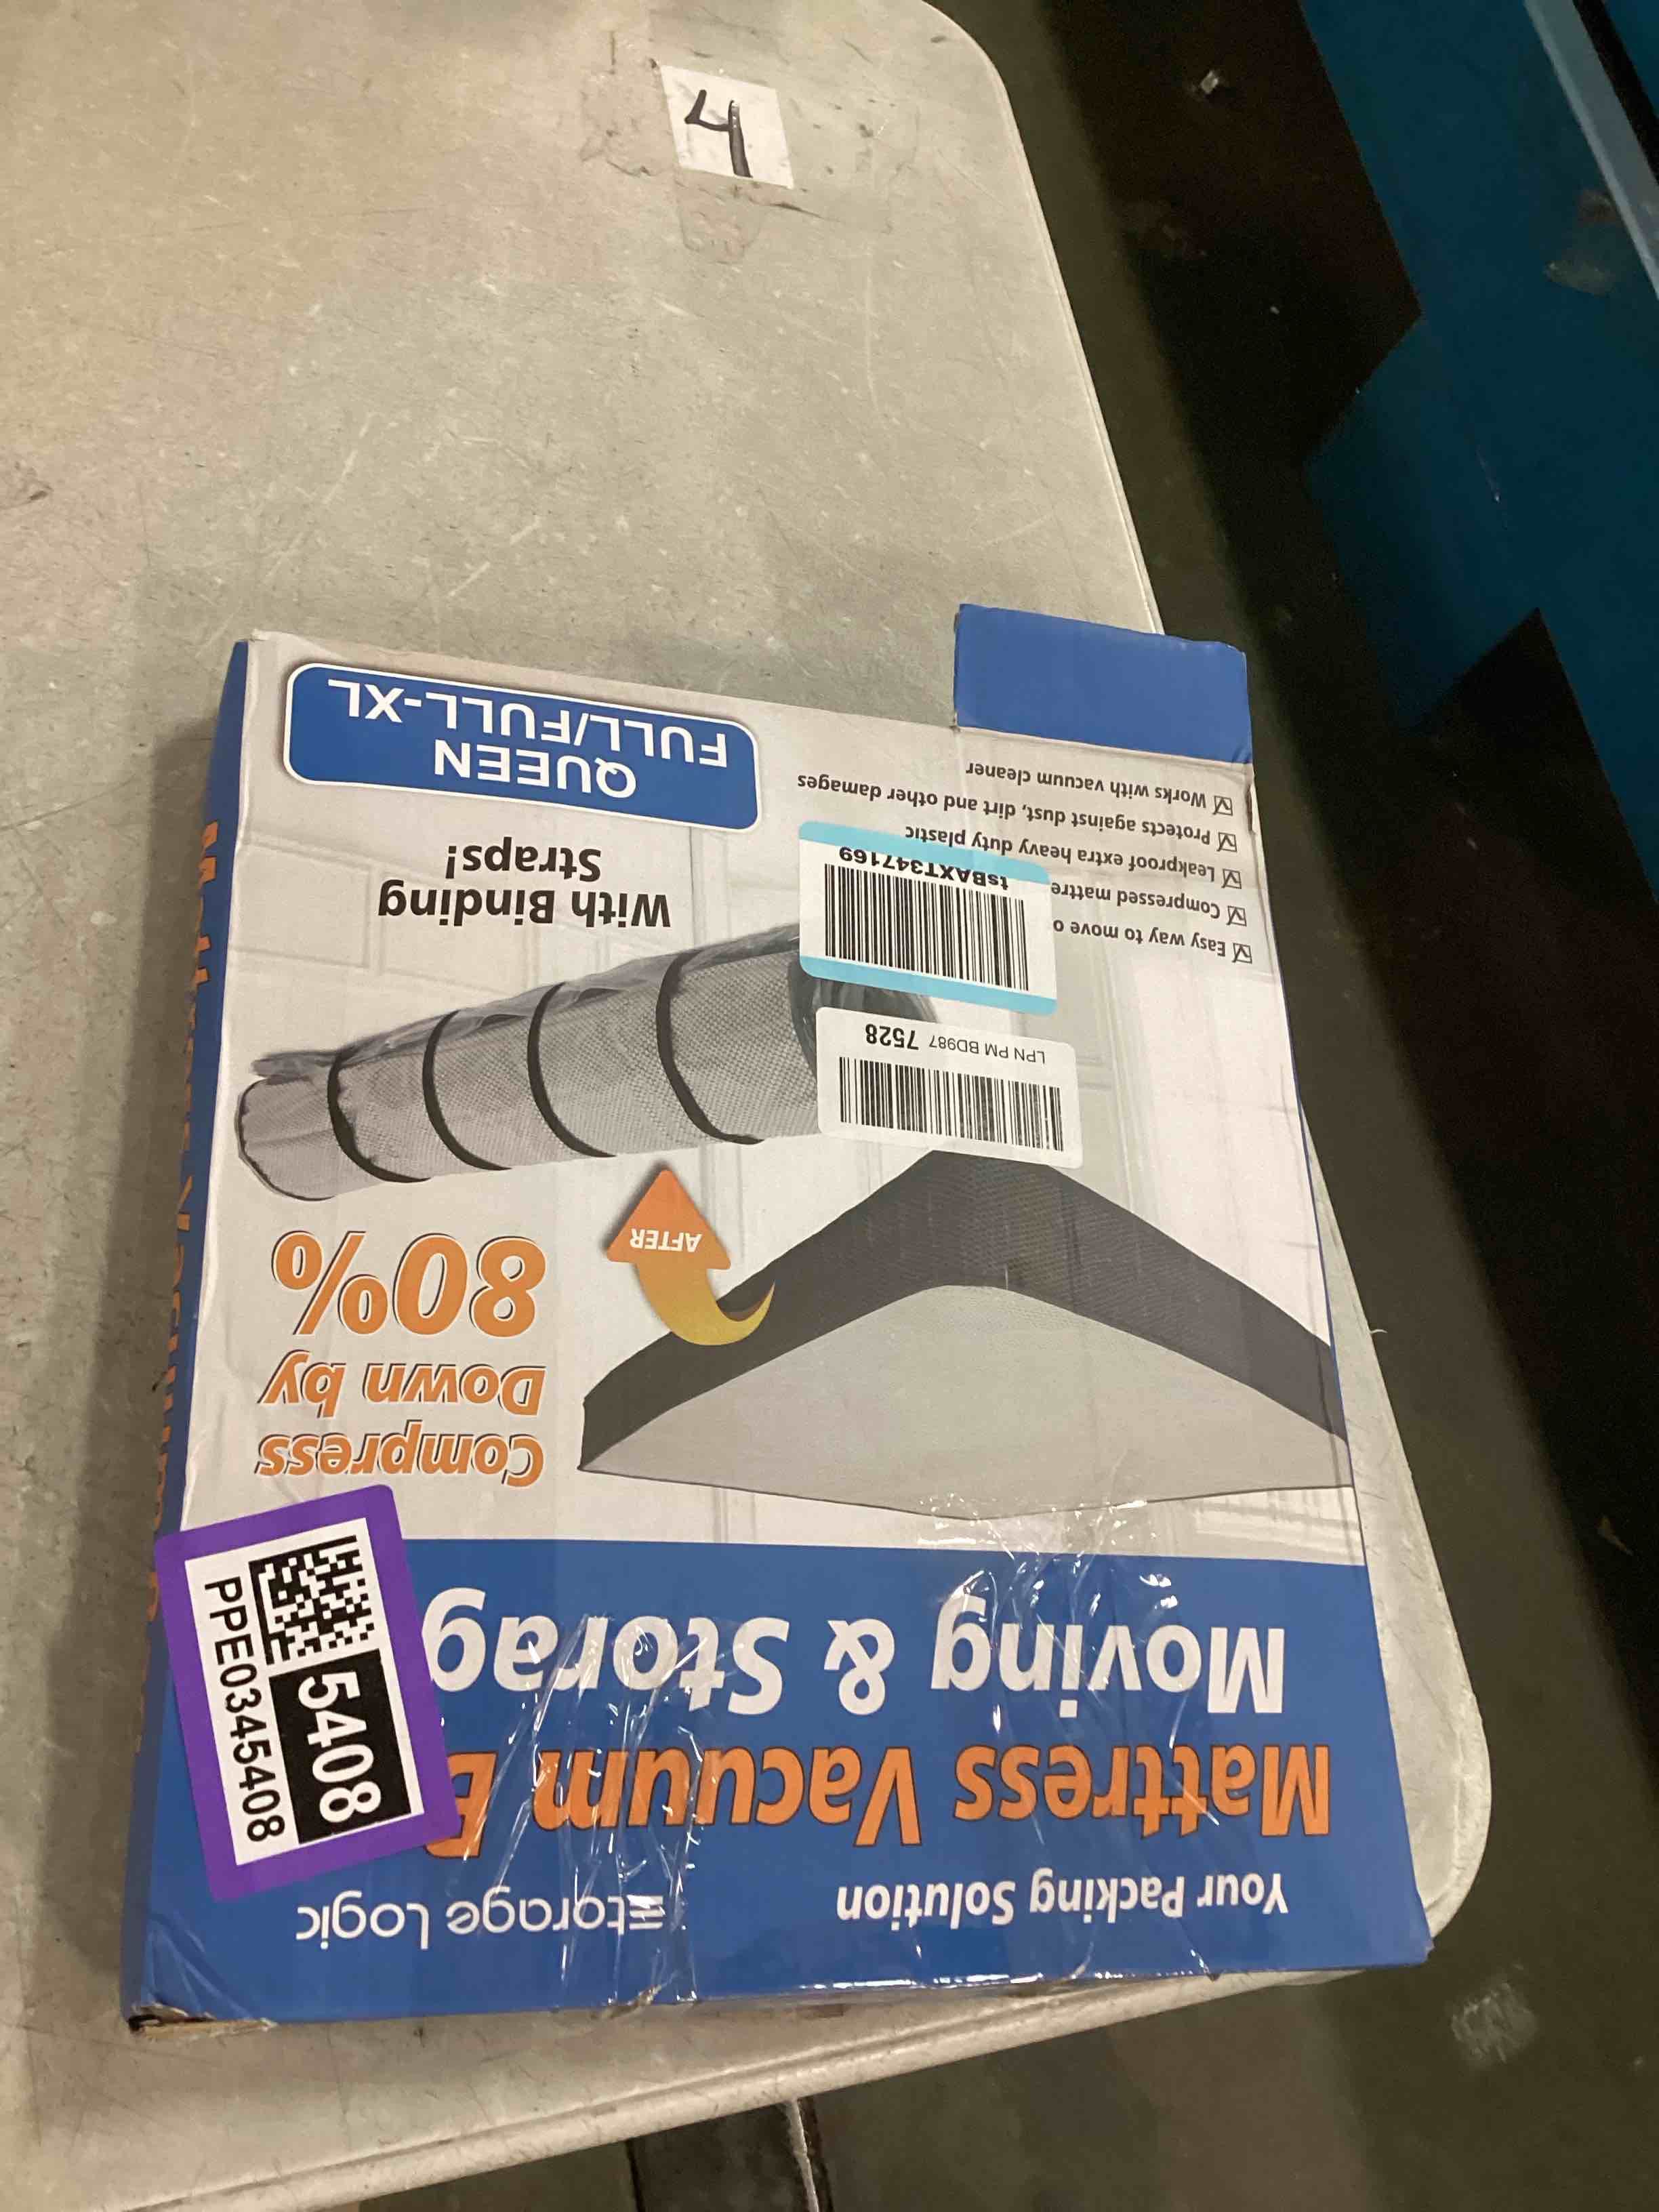 4
Your Packing Solution
Storage Logic
Mattress Vacuum B
Moving & Storag
5408
PPE0345408
Compress
Down by
80%
AFTER
LPN PM BD987 7528
tsBAXT347169
With Binding
Straps!
Easy way to move o
Compressed mattre
Leakproof extra heavy duty plastic
Protects against dust, dirt and other damages
Works with vacuum cleaner
QUEEN
FULL/FULL-XL